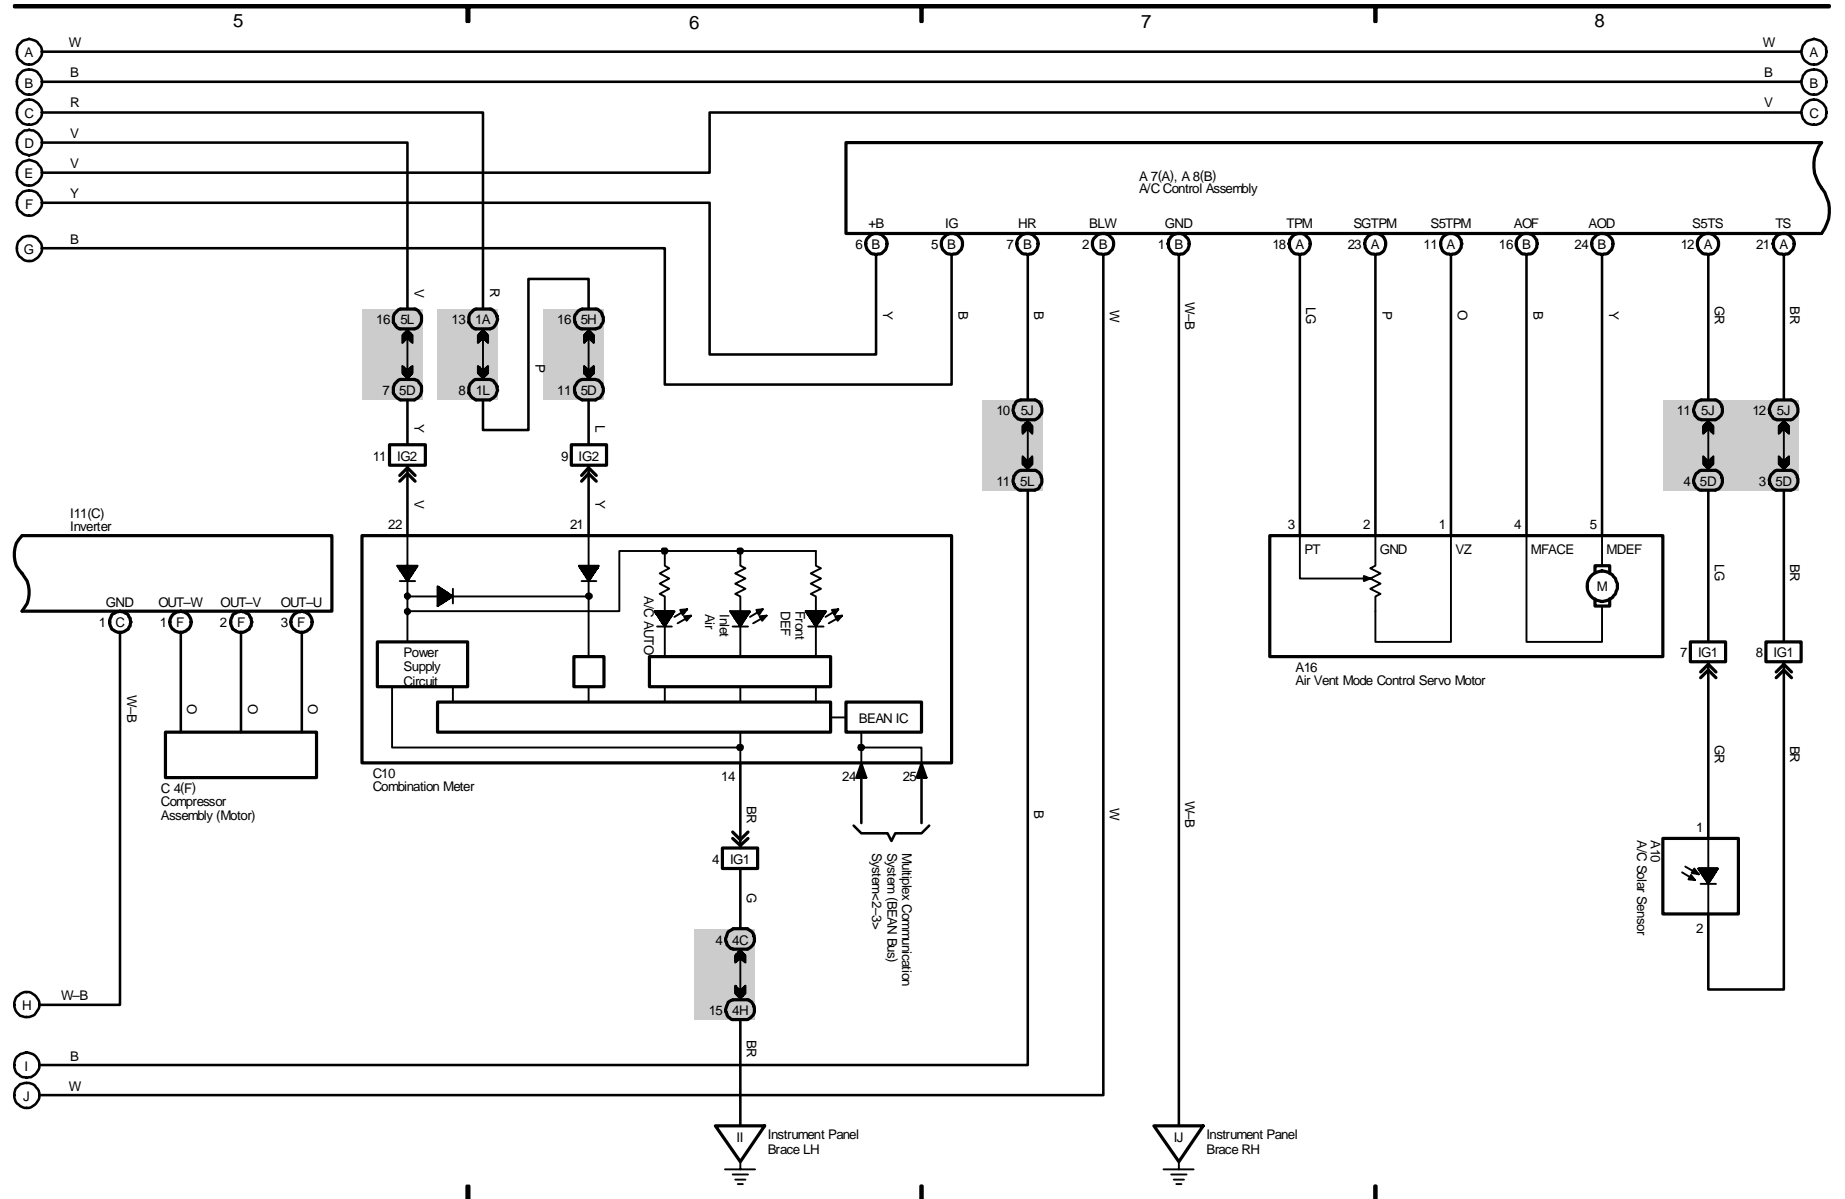 5 6 7 8
A W W A
B B B B
C R V C
D V
E V
F Y
G B
A 7(A), A 8(B)
A/C Control Assembly
+B IG HR BLW GND TPM SGTPM S5TPM AOF AOD S5TS TS
6 B 5 B 7 B 2 B 1 B 18 A 23 A 11 A 16 B 24 B 12 A 21 A
V R Y B B W W–B LG P O B Y GR BR
16 5L 13 1A 16 5H
P
7 5D 8 1L 11 5D
10 5J 11 5J 12 5J
Y L
11 IG2 9 IG2
11 5L 4 5D 3 5D
V Y
I11(C)
Inverter
22 21
3 2 1 4 5
PT GND VZ MFACE MDEF
M
LG BR
GND OUT–W OUT–V OUT–U
1 C 1 F 2 F 3 F
A/C AUTO
Inlet
Air
Front
DEF
Power
Supply
Circuit
7 IG1 8 IG1
A16
Air Vent Mode Control Servo Motor
W–B O O O
BEAN IC
GR BR
C10
Combination Meter
14 24 25
C 4(F)
Compressor
Assembly (Motor)
BR B W W–B
1
A10
A/C Solar Sensor
2
4 IG1
Multiplex Communication
System (BEAN Bus)
System<2–3>
G
4 4C
15 4H
H W–B
BR
I B
J W
II Instrument Panel
Brace LH
IJ Instrument Panel
Brace RH